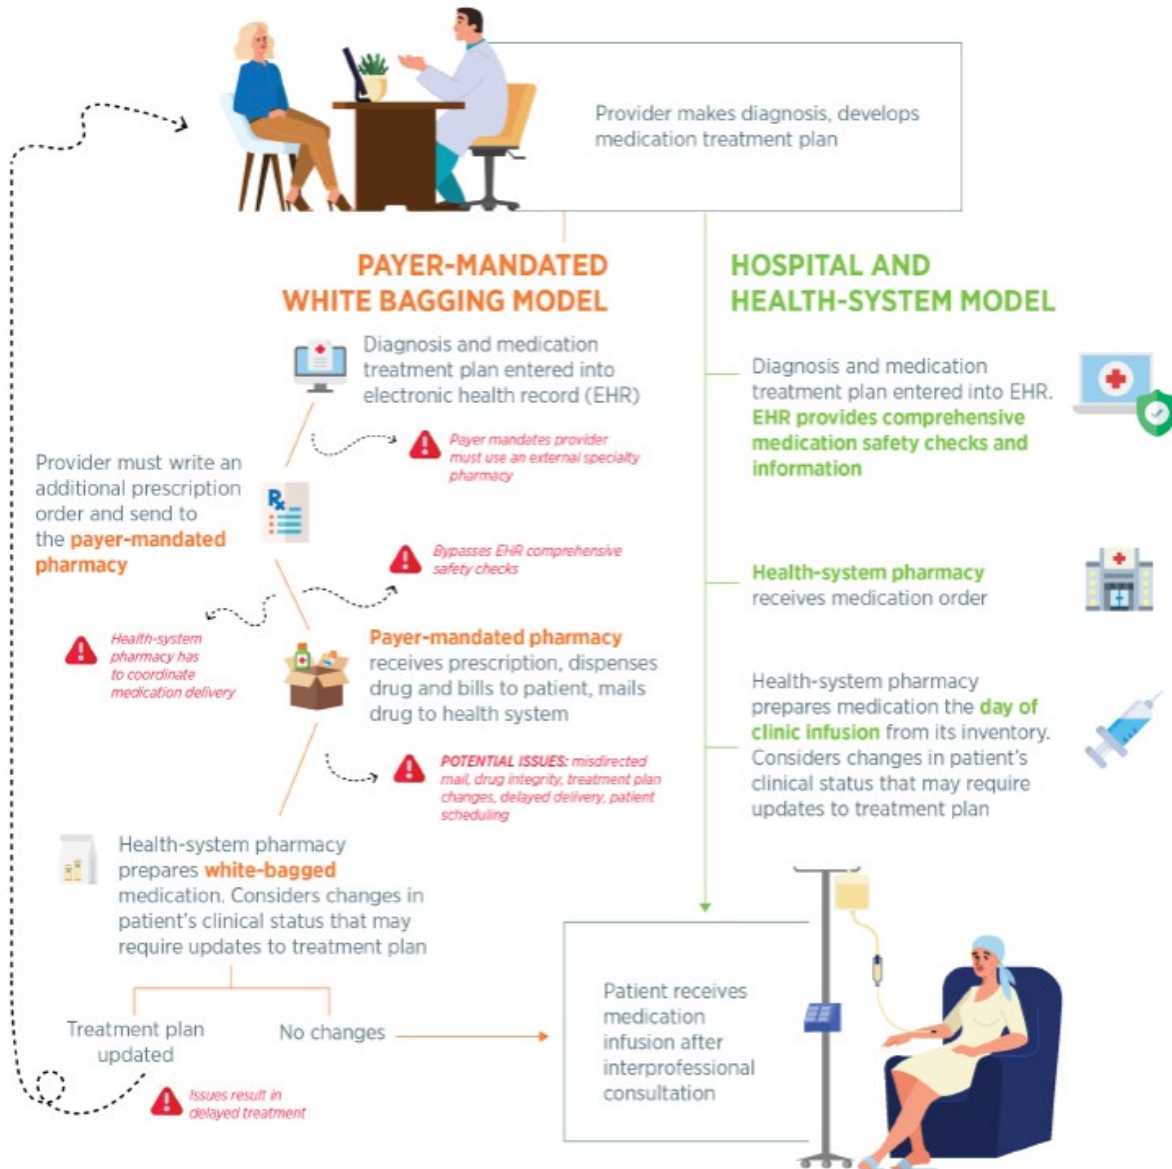 Provider makes diagnosis, develops
medication treatment plan
PAYER-MANDATED
WHITE BAGGING MODEL
Diagnosis and medication
treatment plan entered into
electronic health record (EHR)
Payer mandates provider
must use an external specialty
pharmacy
Provider must write an
additional prescription
order and send to
the payer-mandated
pharmacy
Rx
Bypasses EHR comprehensive
safety checks
Health-system
pharmacy has
to coordinate
medication delivery
Payer-mandated pharmacy
receives prescription, dispenses
drug and bills to patient, mails
drug to health system
POTENTIAL ISSUES: misdirected
mail, drug integrity, treatment plan
changes, delayed delivery, patient
scheduling
Health-system pharmacy
prepares white-bagged
medication. Considers changes in
patient's clinical status that may
require updates to treatment plan
Treatment plan
updated
No changes
Issues result in
delayed treatment
HOSPITAL AND
HEALTH-SYSTEM MODEL
Diagnosis and medication
treatment plan entered into EHR.
EHR provides comprehensive
medication safety checks and
information
Health-system pharmacy
receives medication order
Health-system pharmacy
prepares medication the day of
clinic infusion from its inventory.
Considers changes in patient's
clinical status that may require
updates to treatment plan
Patient receives
medication
infusion after
interprofessional
consultation